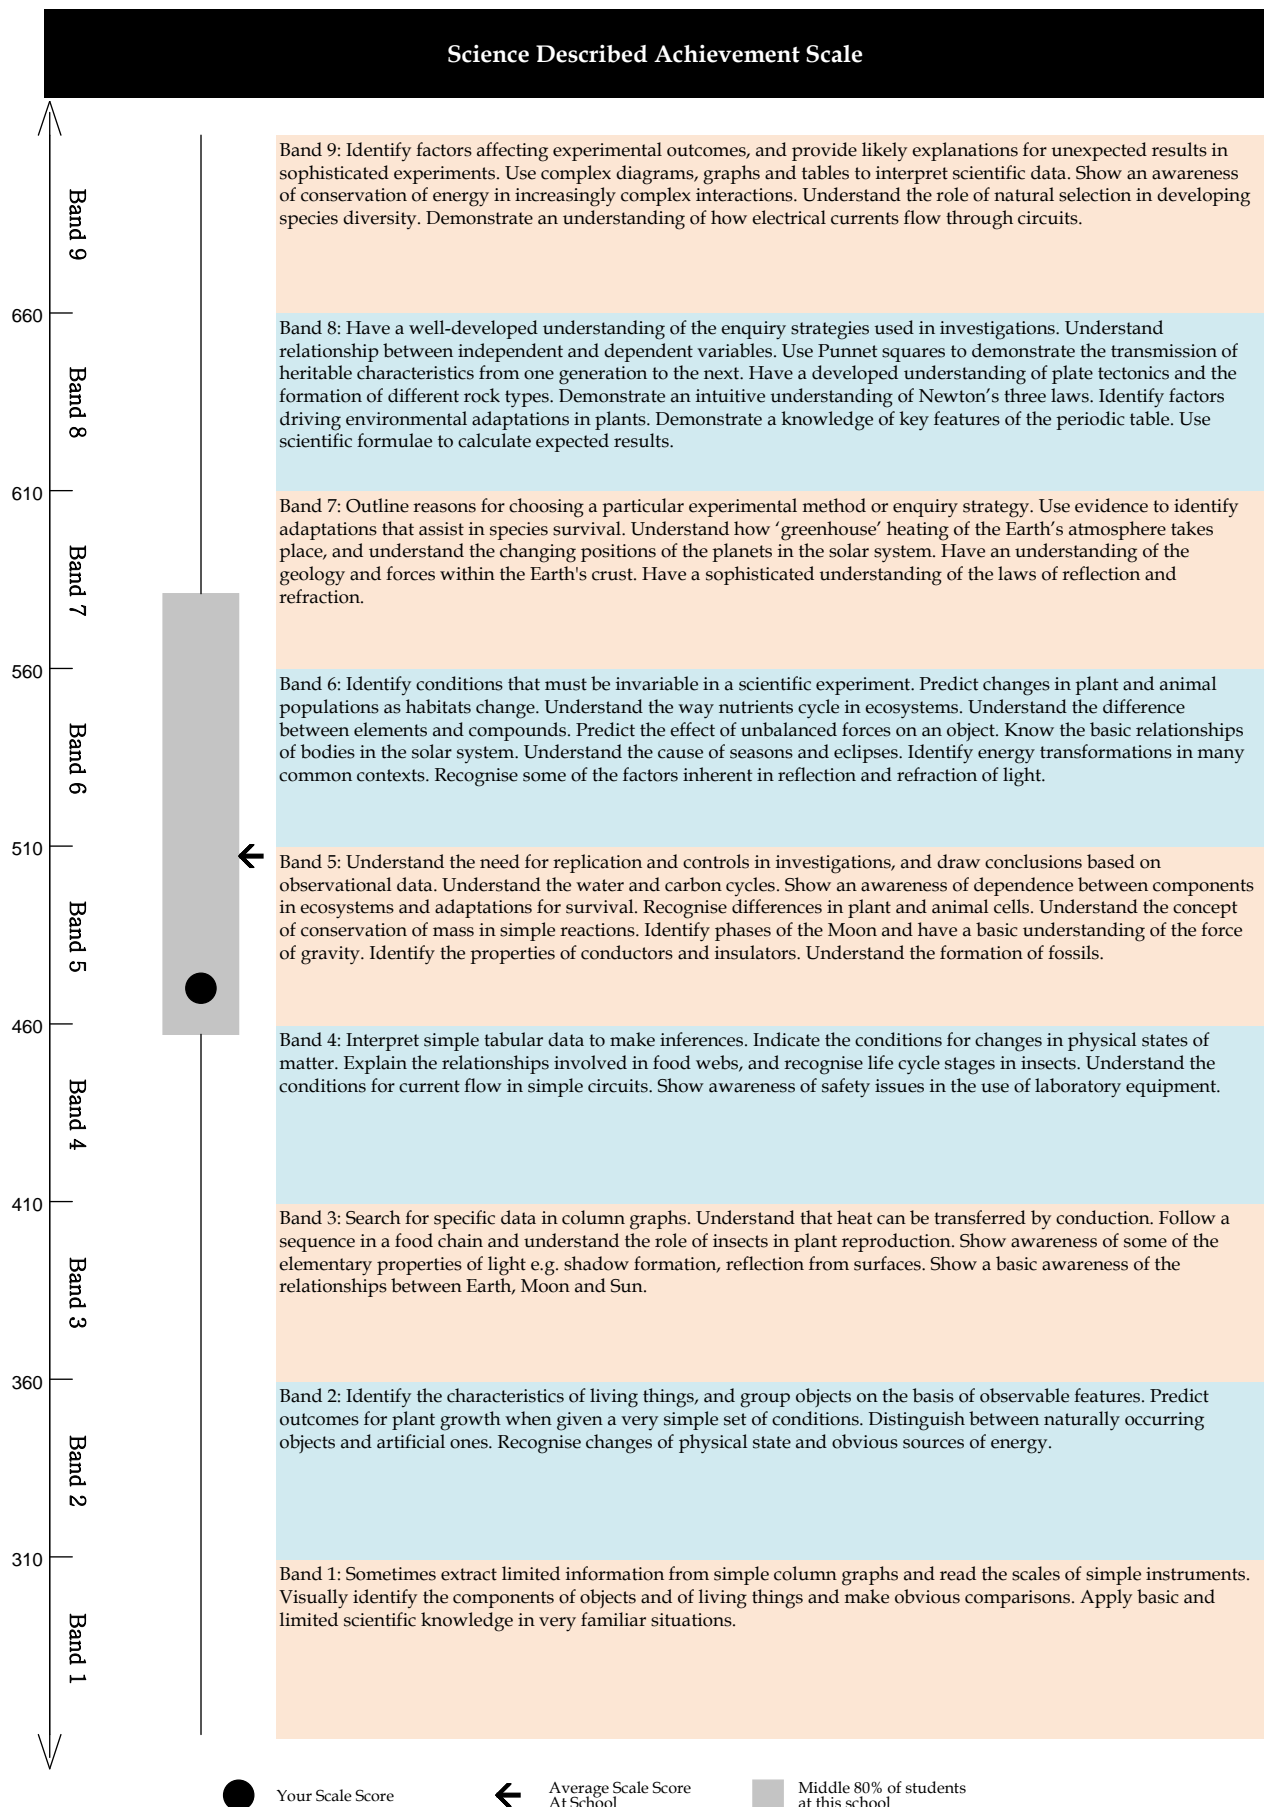 Science Described Achievement Scale
Band 9
Band 9: Identify factors affecting experimental outcomes, and provide likely explanations for unexpected results in
sophisticated experiments. Use complex diagrams, graphs and tables to interpret scientific data. Show an awareness
of conservation of energy in increasingly complex interactions. Understand the role of natural selection in developing
species diversity. Demonstrate an understanding of how electrical currents flow through circuits.
660
Band 8
Band 8: Have a well-developed understanding of the enquiry strategies used in investigations. Understand
relationship between independent and dependent variables. Use Punnet squares to demonstrate the transmission of
heritable characteristics from one generation to the next. Have a developed understanding of plate tectonics and the
formation of different rock types. Demonstrate an intuitive understanding of Newton’s three laws. Identify factors
driving environmental adaptations in plants. Demonstrate a knowledge of key features of the periodic table. Use
scientific formulae to calculate expected results.
610
Band 7
Band 7: Outline reasons for choosing a particular experimental method or enquiry strategy. Use evidence to identify
adaptations that assist in species survival. Understand how ‘greenhouse’ heating of the Earth’s atmosphere takes
place, and understand the changing positions of the planets in the solar system. Have an understanding of the
geology and forces within the Earth's crust. Have a sophisticated understanding of the laws of reflection and
refraction.
560
Band 6
Band 6: Identify conditions that must be invariable in a scientific experiment. Predict changes in plant and animal
populations as habitats change. Understand the way nutrients cycle in ecosystems. Understand the difference
between elements and compounds. Predict the effect of unbalanced forces on an object. Know the basic relationships
of bodies in the solar system. Understand the cause of seasons and eclipses. Identify energy transformations in many
common contexts. Recognise some of the factors inherent in reflection and refraction of light.
510
Band 5
Band 5: Understand the need for replication and controls in investigations, and draw conclusions based on
observational data. Understand the water and carbon cycles. Show an awareness of dependence between components
in ecosystems and adaptations for survival. Recognise differences in plant and animal cells. Understand the concept
of conservation of mass in simple reactions. Identify phases of the Moon and have a basic understanding of the force
of gravity. Identify the properties of conductors and insulators. Understand the formation of fossils.
460
Band 4
Band 4: Interpret simple tabular data to make inferences. Indicate the conditions for changes in physical states of
matter. Explain the relationships involved in food webs, and recognise life cycle stages in insects. Understand the
conditions for current flow in simple circuits. Show awareness of safety issues in the use of laboratory equipment.
410
Band 3
Band 3: Search for specific data in column graphs. Understand that heat can be transferred by conduction. Follow a
sequence in a food chain and understand the role of insects in plant reproduction. Show awareness of some of the
elementary properties of light e.g. shadow formation, reflection from surfaces. Show a basic awareness of the
relationships between Earth, Moon and Sun.
360
Band 2
Band 2: Identify the characteristics of living things, and group objects on the basis of observable features. Predict
outcomes for plant growth when given a very simple set of conditions. Distinguish between naturally occurring
objects and artificial ones. Recognise changes of physical state and obvious sources of energy.
310
Band 1
Band 1: Sometimes extract limited information from simple column graphs and read the scales of simple instruments.
Visually identify the components of objects and of living things and make obvious comparisons. Apply basic and
limited scientific knowledge in very familiar situations.
Your Scale Score
Average Scale Score
At School
Middle 80% of students
at this school